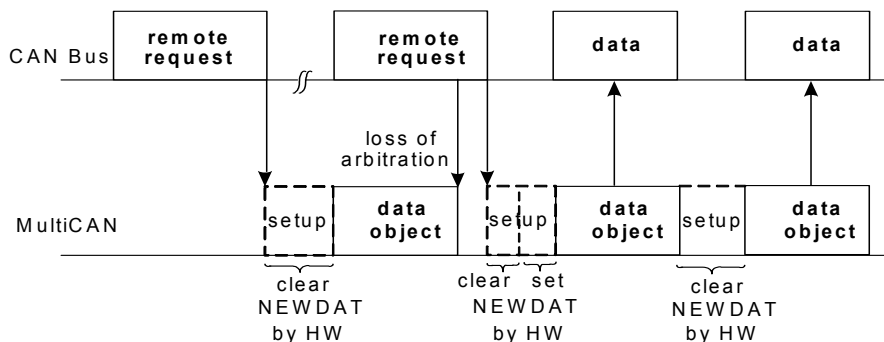 CAN Bus
remote
request
remote
request
data
data
loss of
arbitration
MultiCAN
setup
data
object
setup
data
object
setup
data
object
clear
NEWDAT
by HW
clear set
NEWDAT
by HW
clear
NEWDAT
by HW